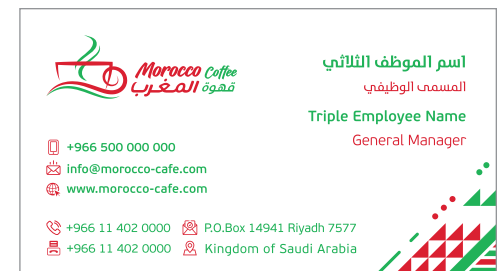 Morocco Coffee
قهوة المغرب
اسم الموظف الثلاثي
المسمى الوظيفي
Triple Employee Name
General Manager
+966 500 000 000
info@morocco-cafe.com
www.morocco-cafe.com
+966 11 402 0000 P.O.Box 14941 Riyadh 7577
+966 11 402 0000 Kingdom of Saudi Arabia